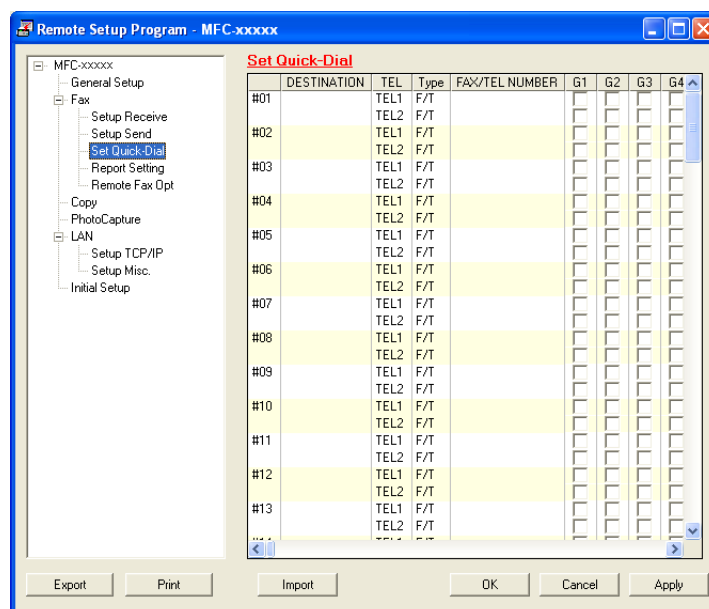 Remote Setup Program - MFC-xxxxx
MFC-xxxxx
General Setup
Fax
Setup Receive
Setup Send
Set Quick-Dial
Report Setting
Remote Fax Opt
Copy
PhotoCapture
LAN
Setup TCP/IP
Setup Misc.
Initial Setup
Set Quick-Dial
DESTINATION TEL Type FAX/TEL NUMBER G1 G2 G3 G4
#01 TEL1 F/T
TEL2 F/T
#02 TEL1 F/T
TEL2 F/T
#03 TEL1 F/T
TEL2 F/T
#04 TEL1 F/T
TEL2 F/T
#05 TEL1 F/T
TEL2 F/T
#06 TEL1 F/T
TEL2 F/T
#07 TEL1 F/T
TEL2 F/T
#08 TEL1 F/T
TEL2 F/T
#09 TEL1 F/T
TEL2 F/T
#10 TEL1 F/T
TEL2 F/T
#11 TEL1 F/T
TEL2 F/T
#12 TEL1 F/T
TEL2 F/T
#13 TEL1 F/T
TEL2 F/T
Export Print Import OK Cancel Apply